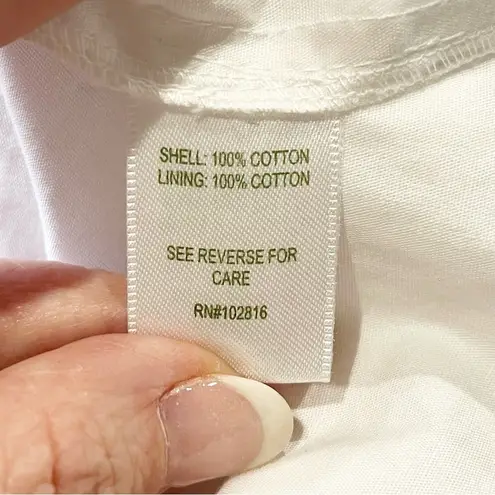 SHELL: 100% COTTON
LINING: 100% COTTON
SEE REVERSE FOR
CARE
RN#102816